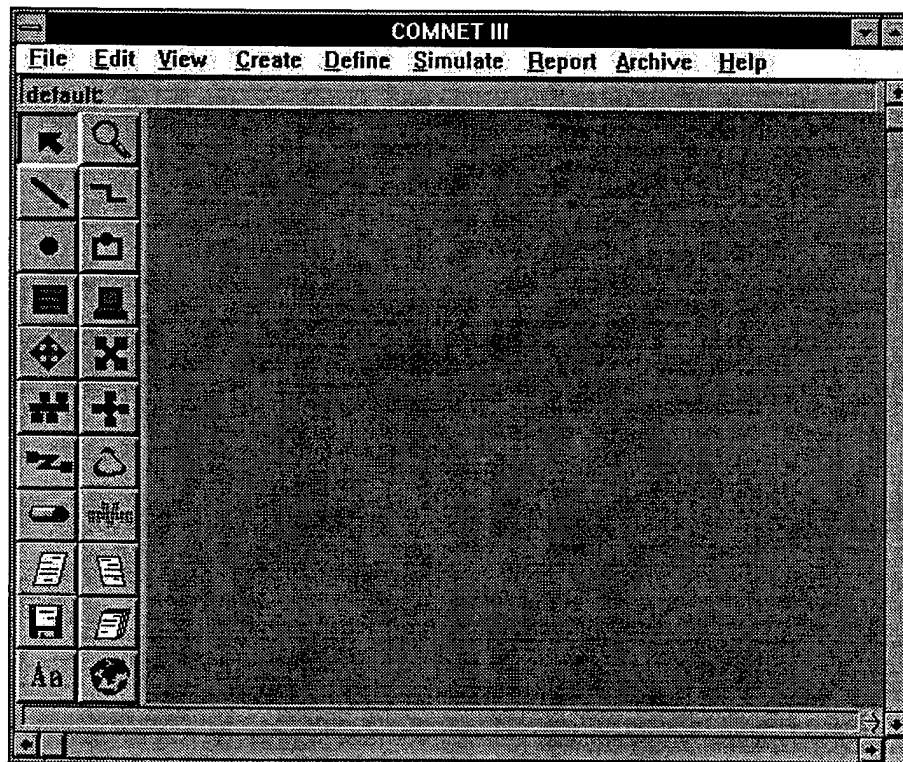 COMNET III
File Edit View Create Define Simulate Report Archive Help
default
Aa